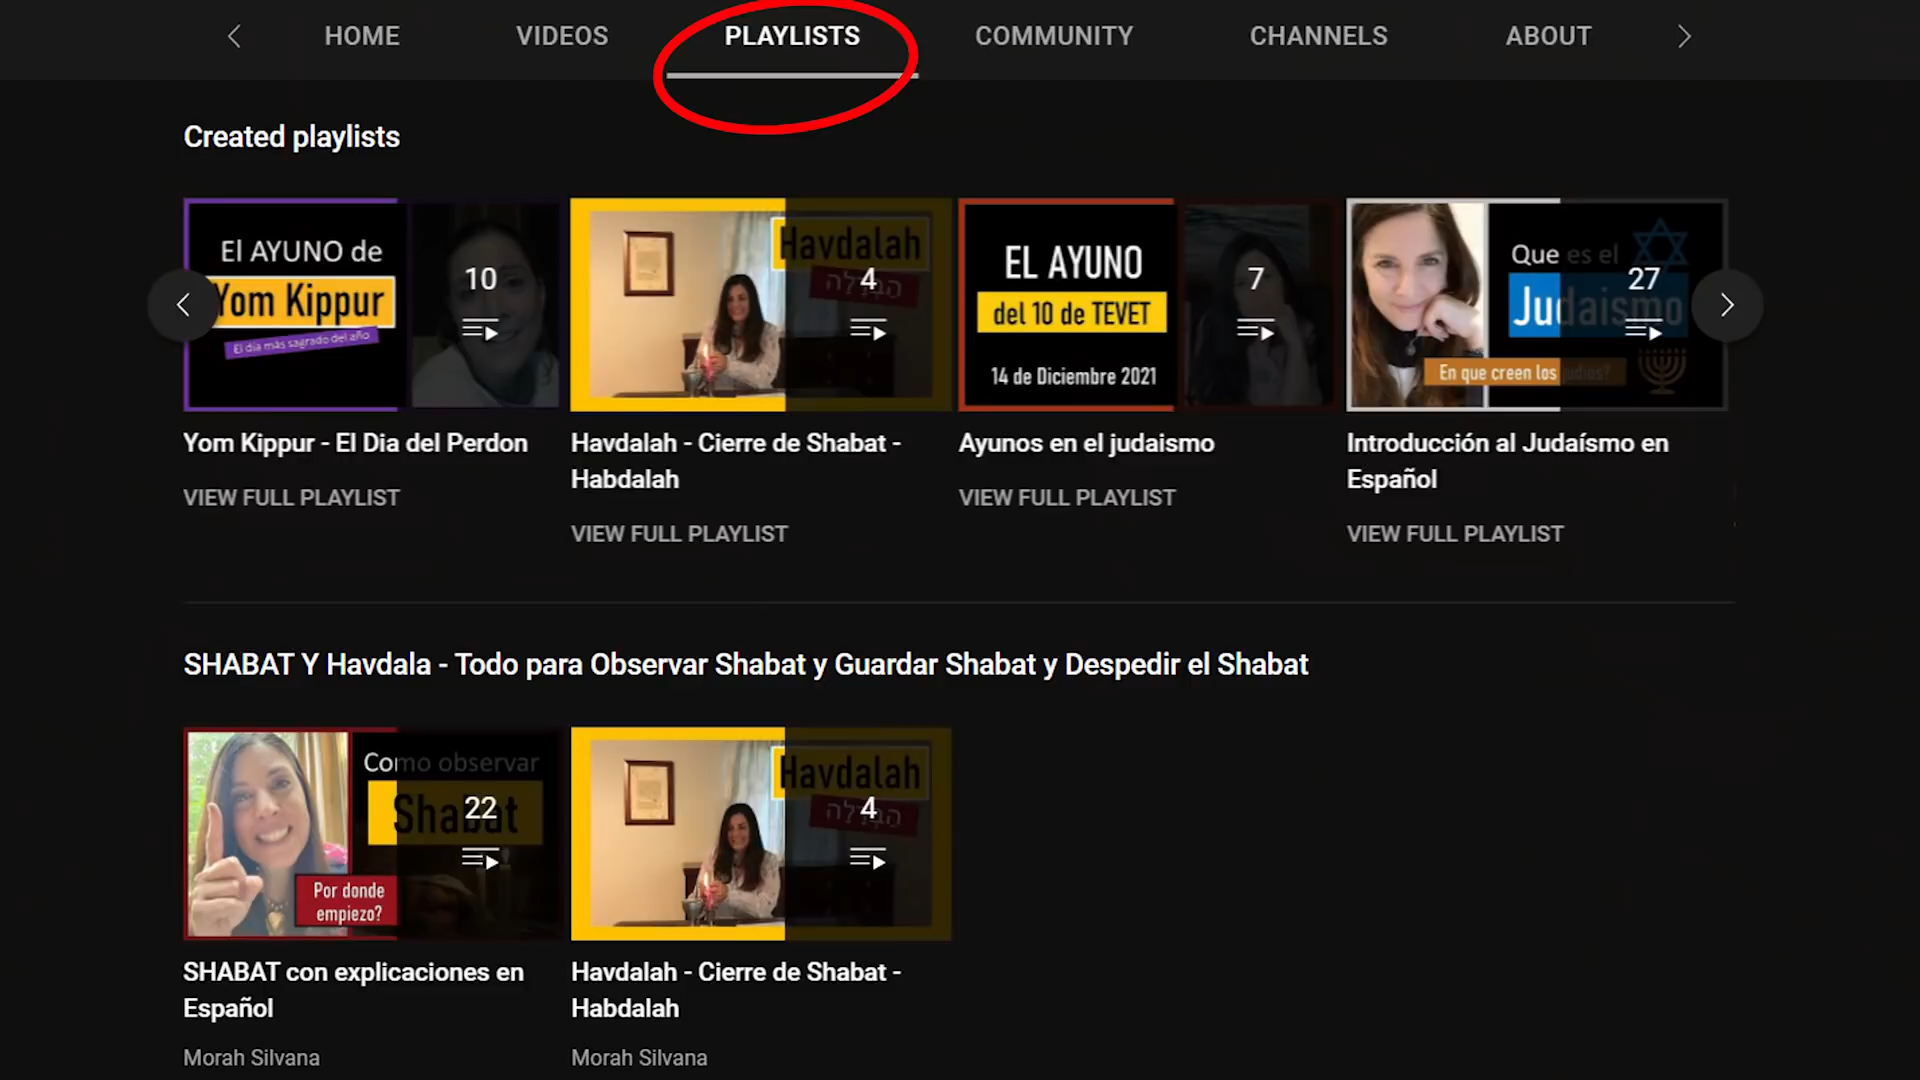 HOME VIDEOS PLAYLISTS COMMUNITY CHANNELS ABOUT
Created playlists
El AYUNO de
Yom Kippur
El dia más sagrado del año
10
Havdalah
הבדלה
4
EL AYUNO
del 10 de TEVET
14 de Diciembre 2021
7
Que es el
Judaismo
En que creen los judios?
27
Yom Kippur - El Dia del Perdon
VIEW FULL PLAYLIST
Havdalah - Cierre de Shabat -
Habdalah
VIEW FULL PLAYLIST
Ayunos en el judaismo
VIEW FULL PLAYLIST
Introducción al Judaísmo en
Español
VIEW FULL PLAYLIST
SHABAT Y Havdala - Todo para Observar Shabat y Guardar Shabat y Despedir el Shabat
Como observar
Shabat
22
Por donde
empiezo?
Havdalah
הבדלה
4
SHABAT con explicaciones en
Español
Morah Silvana
Havdalah - Cierre de Shabat -
Habdalah
Morah Silvana